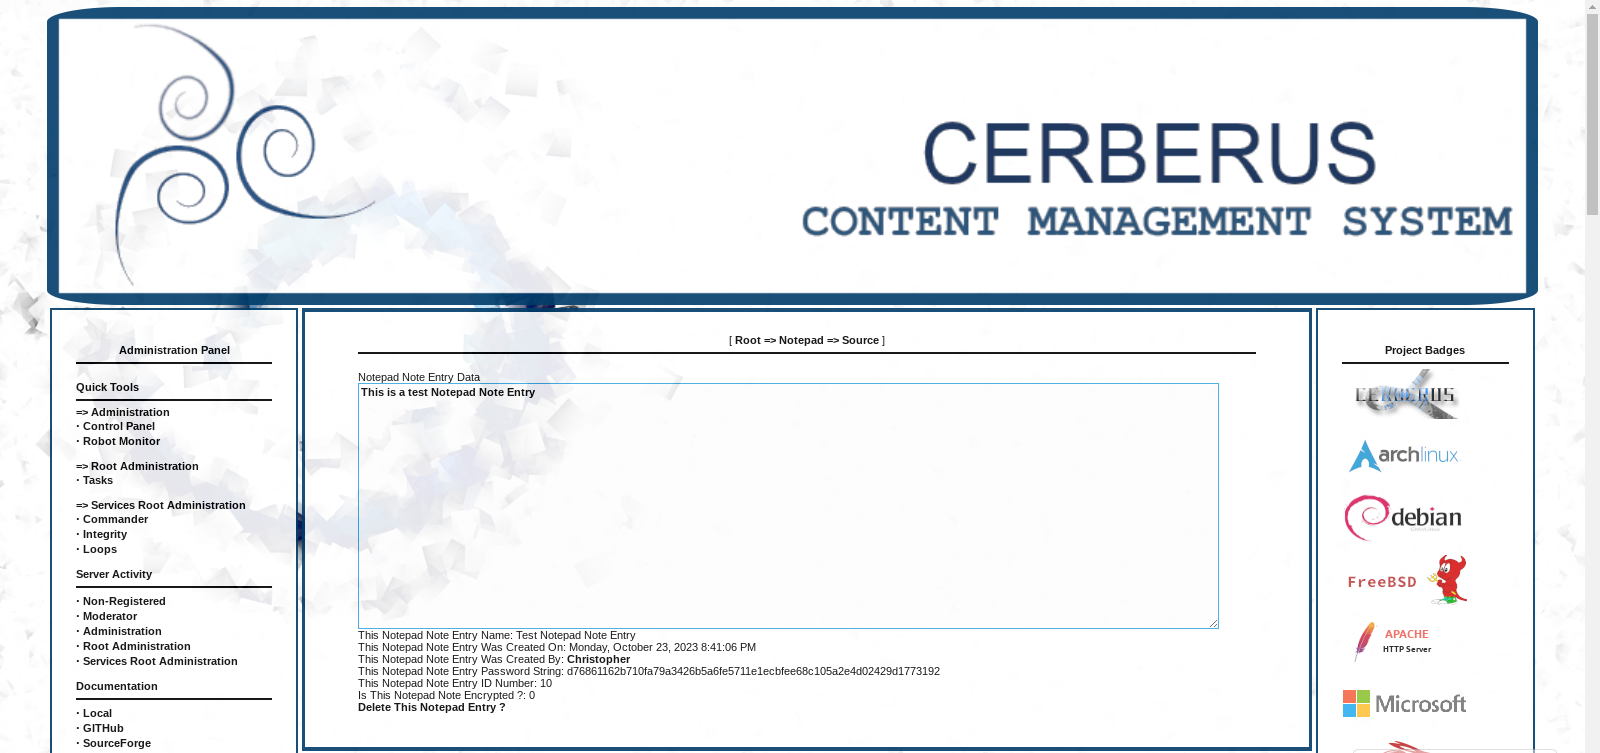 CERBERUS
CONTENT MANAGEMENT SYSTEM
Administration Panel
Quick Tools
=> Administration
· Control Panel
· Robot Monitor
=> Root Administration
· Tasks
=> Services Root Administration
· Commander
· Integrity
· Loops
Server Activity
· Non-Registered
· Moderator
· Administration
· Root Administration
· Services Root Administration
Documentation
· Local
· GITHub
· SourceForge
[ Root => Notepad => Source ]
Notepad Note Entry Data
This is a test Notepad Note Entry
This Notepad Note Entry Name: Test Notepad Note Entry
This Notepad Note Entry Was Created On: Monday, October 23, 2023 8:41:06 PM
This Notepad Note Entry Was Created By: Christopher
This Notepad Note Entry Password String: d76861162b710fa79a3426b5a6fe5711e1ecbfee68c105a2e4d02429d1773192
This Notepad Note Entry ID Number: 10
Is This Notepad Note Encrypted ?: 0
Delete This Notepad Entry ?
Project Badges
CERBERUS
archlinux
debian
FreeBSD
APACHE
HTTP Server
Microsoft